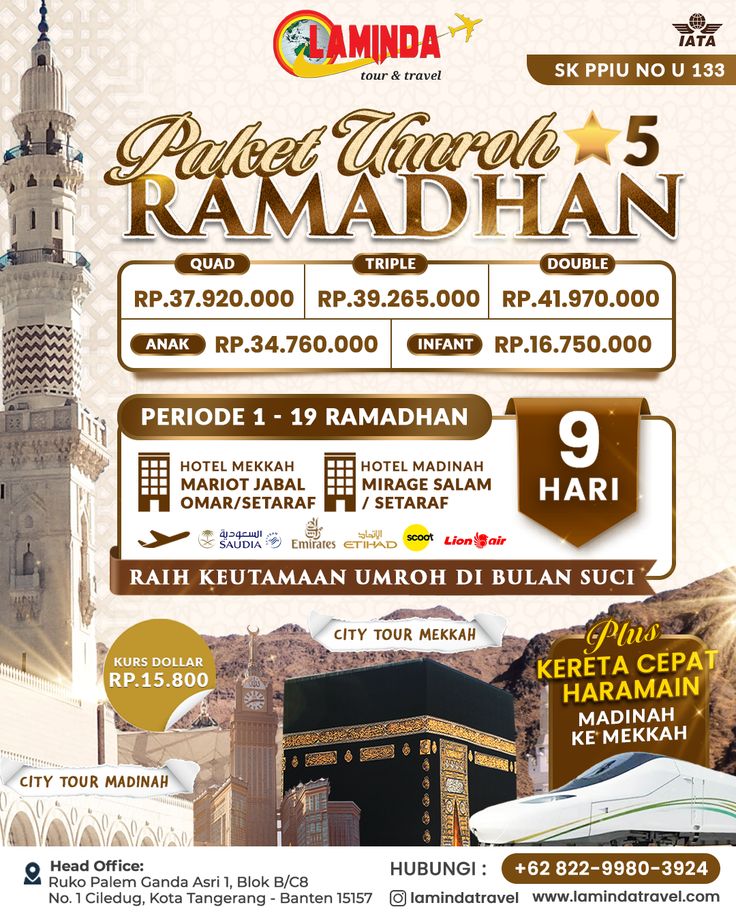 LAMINDA
tour & travel
IATA
SK PPIU NO U 133
Paket Umroh 5
RAMADHAN
QUAD
RP.37.920.000
TRIPLE
RP.39.265.000
DOUBLE
RP.41.970.000
ANAK RP.34.760.000
INFANT RP.16.750.000
PERIODE 1 - 19 RAMADHAN
9
HARI
HOTEL MEKKAH
MARIOT JABAL
OMAR/SETARAF
HOTEL MADINAH
MIRAGE SALAM
/ SETARAF
السعودية
SAUDIA
Emirates
الإتحاد
ETIHAD
scoot
Lion air
RAIH KEUTAMAAN UMROH DI BULAN SUCI
CITY TOUR MEKKAH
KURS DOLLAR
RP.15.800
Plus
KERETA CEPAT
HARAMAIN
MADINAH
KE MEKKAH
CITY TOUR MADINAH
Head Office:
Ruko Palem Ganda Asri 1, Blok B/C8
No. 1 Ciledug, Kota Tangerang - Banten 15157
HUBUNGI : +62 822-9980-3924
lamindatravel www.lamindatravel.com